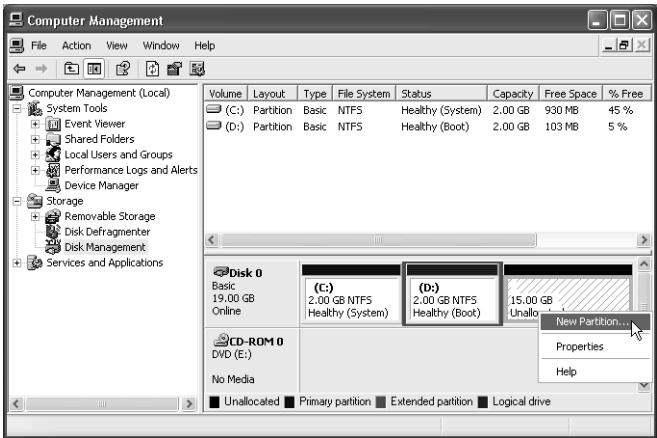 Computer Management
File Action View Window Help
Computer Management (Local)
System Tools
Event Viewer
Shared Folders
Local Users and Groups
Performance Logs and Alerts
Device Manager
Storage
Removable Storage
Disk Defragmenter
Disk Management
Services and Applications
Volume Layout Type File System Status Capacity Free Space % Free
(C:) Partition Basic NTFS Healthy (System) 2.00 GB 930 MB 45 %
(D:) Partition Basic NTFS Healthy (Boot) 2.00 GB 103 MB 5 %
Disk 0
Basic
19.00 GB
Online
(C:)
2.00 GB NTFS
Healthy (System)
(D:)
2.00 GB NTFS
Healthy (Boot)
15.00 GB
New Partition...
Properties
Help
CD-ROM 0
DVD (E:)
No Media
Unallocated Primary partition Extended partition Logical drive